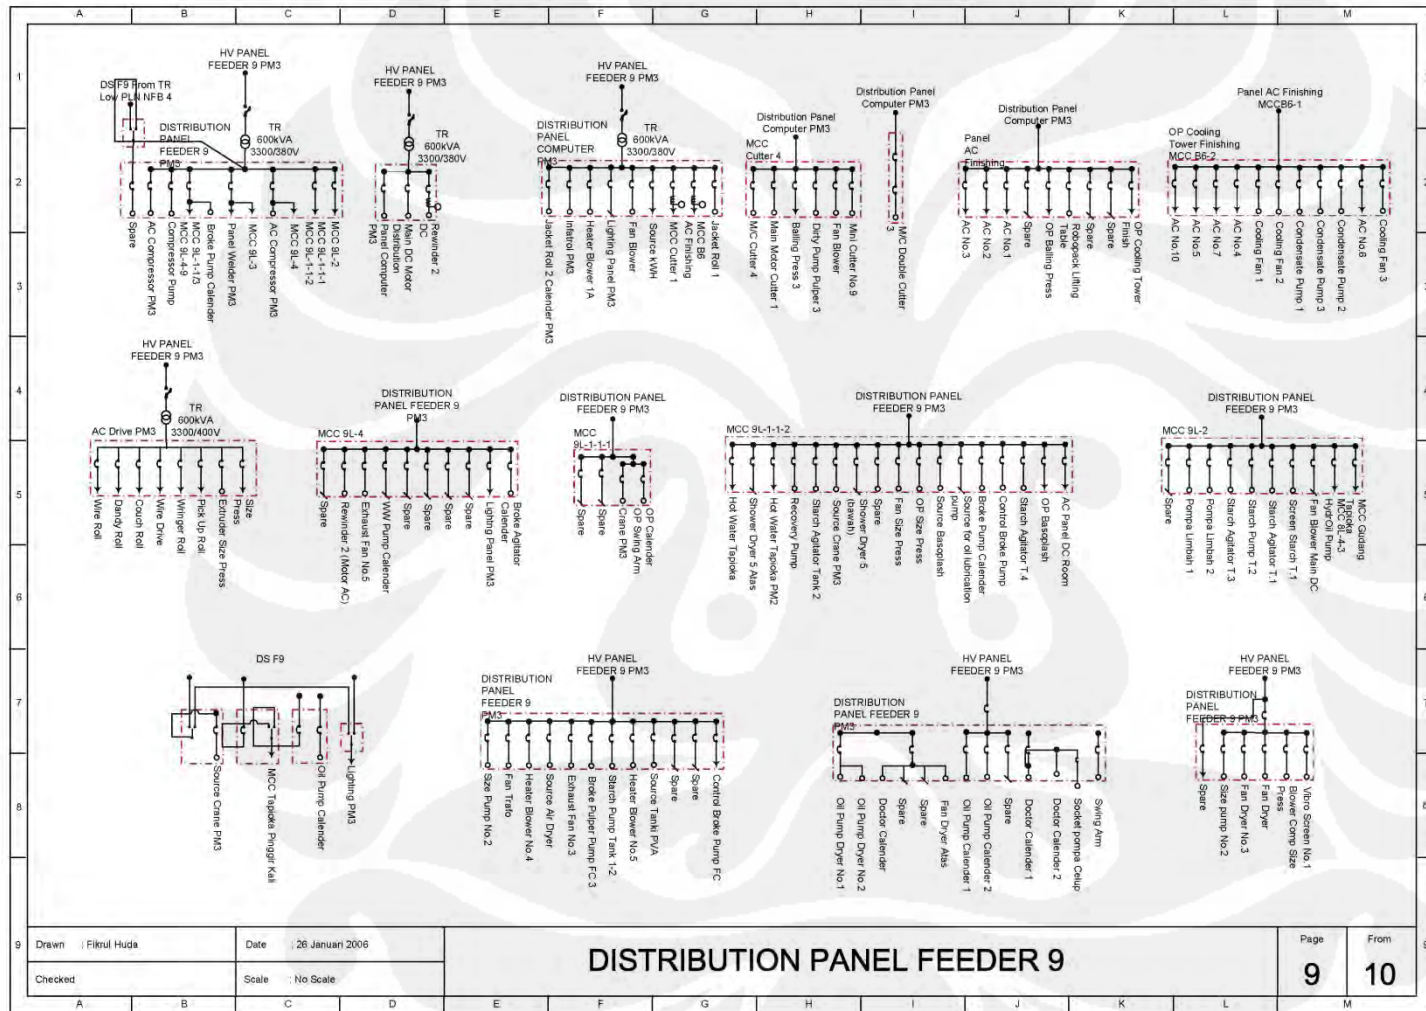 A B C D E F G H I J K L M
1
2
3
4
5
6
7
8
9
DS F9 From TR
Low PLN NFB 4
HV PANEL
FEEDER 9 PM3
TR
600kVA
3300/380V
DISTRIBUTION
PANEL
FEEDER 9
PM3
Spare
AC Compressor PM3
Compressor Pump
MCC 9L-4-9
MCC 9L-1-1/3
Broke Pump Calender
Panel Welder PM3
MCC 9L-3
AC Compressor PM3
MCC 9L-4
MCC 9L-1-1-2
MCC 9L-1-1-1
MCC 9L-2
HV PANEL
FEEDER 9 PM3
TR
600kVA
3300/380V
Panel Computer
PM3
Distribution
Main DC Motor
DC
Rewinder 2
HV PANEL
FEEDER 9 PM3
TR
600kVA
3300/380V
DISTRIBUTION
PANEL
COMPUTER
PM3
Jacket Roll 2 Calender PM3
Infatrol PM3
Heater Blower 1A
Lighting Panel PM3
Fan Blower
Source kWH
MCC Cutter 1
AC Finishing
MCC B6
Jacket Roll 1
Distribution Panel
Computer PM3
MCC
Cutter 4
M/C Cutter 4
Main Motor Cutter 1
Balling Press 3
Dirty Pump Pulper 3
Fan Blower
Mini Cutter No.9
Distribution Panel
Computer PM3
M/C Double Cutter
3
Distribution Panel
Computer PM3
Panel
AC
Finishing
AC No.3
AC No.2
AC No.1
Spare
OP Balling Press
Table
Robopack Lifting
Spare
Spare
Finish
OP Cooling Tower
Panel AC Finishing
MCCB6-1
OP Cooling
Tower Finishing
MCC B6-2
AC No.10
AC No.5
AC No.7
AC No.4
Cooling Fan 1
Cooling Fan 2
Condensate Pump 1
Condensate Pump 3
Condensate Pump 2
AC No.6
Cooling Fan 3
HV PANEL
FEEDER 9 PM3
TR
600kVA
3300/400V
AC Drive PM3
Wire Roll
Dandy Roll
Couch Roll
Wire Drive
Winger Roll
Pick Up Roll
Extruder Size Press
Press
Size
DISTRIBUTION
PANEL FEEDER 9
PM3
MCC 9L-4
Spare
Rewinder 2 (Motor AC)
Exhaust Fan No.5
WW Pump Calender
Spare
Spare
Spare
Spare
Lighting Panel PM3
Calender
Broke Agitator
DISTRIBUTION
PANEL FEEDER 9 PM3
MCC
9L-1-1-1
Spare
Spare
Crane PM3
OP Swing Arm
OP Calender
DISTRIBUTION
PANEL FEEDER 9 PM3
MCC 9L-1-1-2
Hot Water Tapioka
Shower Dryer 5 Atas
Hot Water Tapioka PM2
Recovery Pump
Starch Agitator Tank 2
Source Crane PM3
(bawah)
Shower Dryer 5
Spare
Fan Size Press
OP Size Press
Source Basoplash
pump
Source for oil lubrication
Broke Pump Calender
Control Broke Pump
Starch Agitator T.4
OP Basoplash
AC Panel DC Room
DISTRIBUTION
PANEL FEEDER 9 PM3
MCC 9L-2
Spare
Pompa Limbah 1
Pompa Limbah 2
Starch Agitator T.3
Starch Pump T.2
Starch Agitator T.1
Screen Starch T.1
Fan Blower Main DC
HydrOil Pump
MCC 8L-4-3
Tapioka
MCC Gudang
DS F9
Source Crane PM3
MCC Tapioka Pinggir Kali
Oil Pump Calender
Lighting PM3
HV PANEL
FEEDER 9 PM3
DISTRIBUTION
PANEL
FEEDER 9
PM3
Size Pump No.2
Fan Trafo
Heater Blower No.4
Source Air Dryer
Exhaust Fan No.3
Broke Pulper Pump FC 3
Starch Pump Tank 1-2
Heater Blower No.5
Source Tanki PVA
Spare
Spare
Control Broke Pump FC
HV PANEL
FEEDER 9 PM3
DISTRIBUTION
PANEL FEEDER 9
PM3
Oil Pump Dryer No.1
Oil Pump Dryer No.2
Doctor Calender
Spare
Spare
Fan Dryer Atas
Oil Pump Calender 1
Oil Pump Calender 2
Spare
Doctor Calender 1
Doctor Calender 2
Socket pompa Celup
Swing Arm
HV PANEL
FEEDER 9 PM3
DISTRIBUTION
PANEL
FEEDER 9 PM3
Spare
Size pump No.2
Fan Dryer No.3
Fan Dryer
Press
Blower Comp Size
Vibro Screen No.1
Drawn : Fikrul Huda
Date : 26 Januari 2006
Checked
Scale : No Scale
DISTRIBUTION PANEL FEEDER 9
Page
9
From
10
A B C D E F G H I J K L M